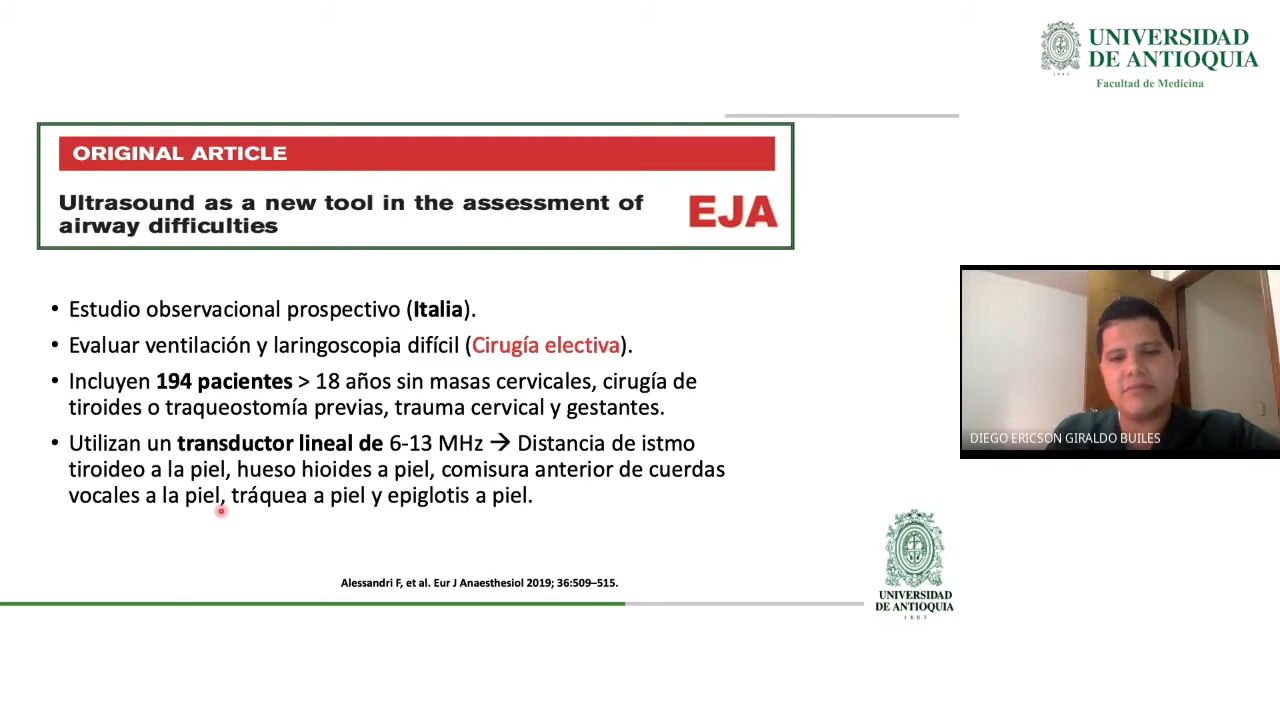 UNIVERSIDAD
DE ANTIOQUIA
1803
Facultad de Medicina
ORIGINAL ARTICLE
Ultrasound as a new tool in the assessment of
airway difficulties
EJA
• Estudio observacional prospectivo (Italia).
• Evaluar ventilación y laringoscopia difícil (Cirugía electiva).
• Incluyen 194 pacientes > 18 años sin masas cervicales, cirugía de
tiroides o traqueostomía previas, trauma cervical y gestantes.
• Utilizan un transductor lineal de 6-13 MHz → Distancia de istmo
tiroideo a la piel, hueso hioides a piel, comisura anterior de cuerdas
vocales a la piel, tráquea a piel y epiglotis a piel.
DIEGO ERICSON GIRALDO BUILES
Alessandri F, et al. Eur J Anaesthesiol 2019; 36:509–515.
UNIVERSIDAD
DE ANTIOQUIA
1803